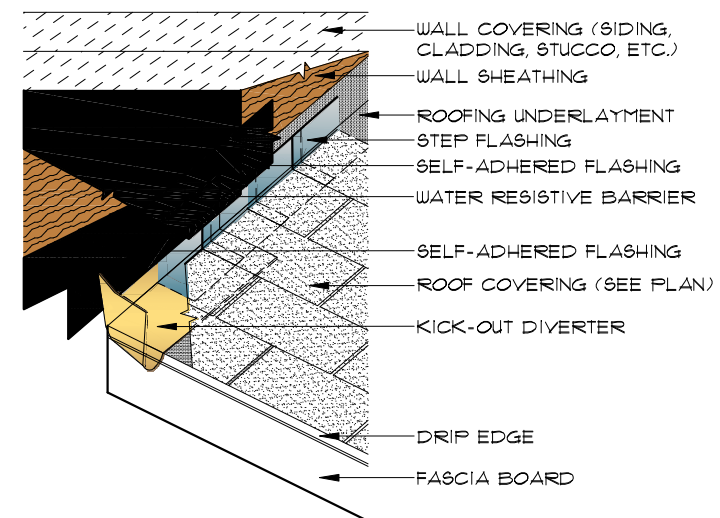 WALL COVERING (SIDING,
CLADDING, STUCCO, ETC.)
WALL SHEATHING
ROOFING UNDERLAYMENT
STEP FLASHING
SELF-ADHERED FLASHING
WATER RESISTIVE BARRIER
SELF-ADHERED FLASHING
ROOF COVERING (SEE PLAN)
KICK-OUT DIVERTER
DRIP EDGE
FASCIA BOARD